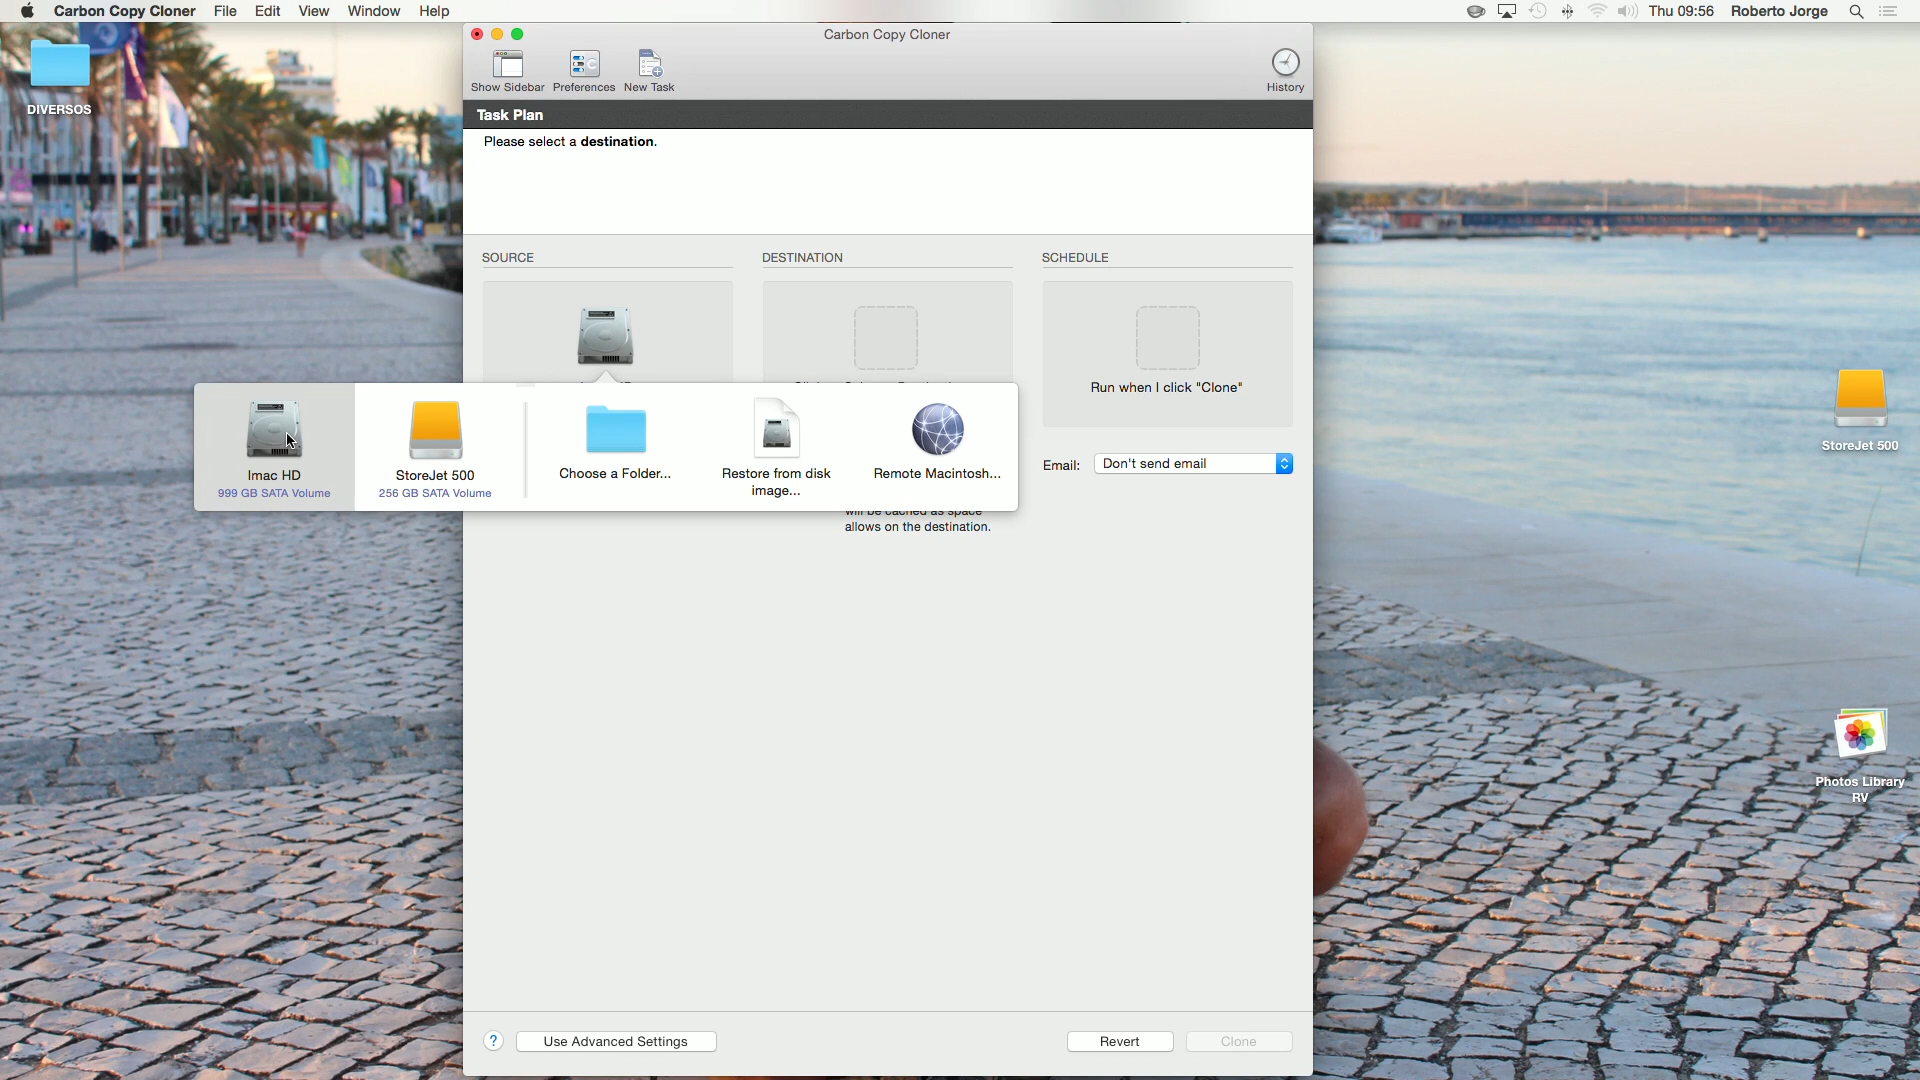 Carbon Copy Cloner File Edit View Window Help Thu 09:56 Roberto Jorge
DIVERSOS
Carbon Copy Cloner
Show Sidebar Preferences New Task History
Task Plan
Please select a destination.
SOURCE DESTINATION SCHEDULE
Run when I click "Clone"
Imac HD
999 GB SATA Volume
StoreJet 500
256 GB SATA Volume
Choose a Folder...
Restore from disk
image...
Remote Macintosh...
Email: Don't send email
will be cached as space
allows on the destination.
StoreJet 500
Photos Library
RV
? Use Advanced Settings Revert Clone